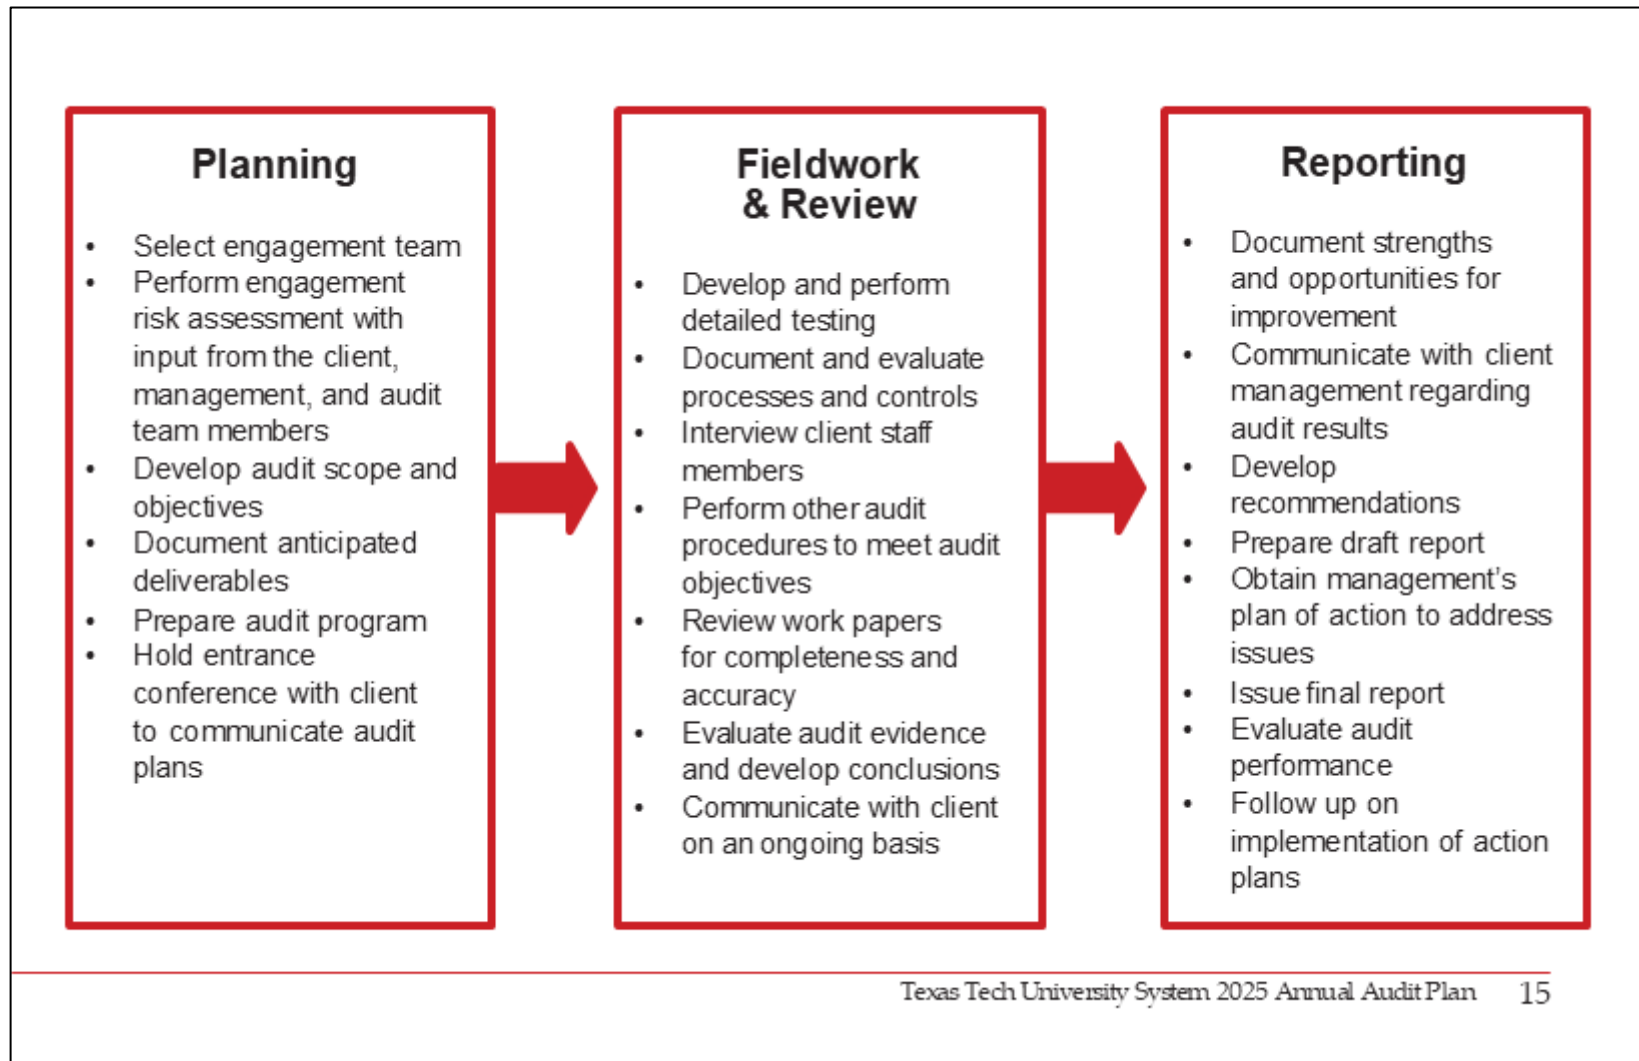 Planning
• Select engagement team
• Perform engagement
risk assessment with
input from the client,
management, and audit
team members
• Develop audit scope and
objectives
• Document anticipated
deliverables
• Prepare audit program
• Hold entrance
conference with client
to communicate audit
plans
Fieldwork
& Review
• Develop and perform
detailed testing
• Document and evaluate
processes and controls
• Interview client staff
members
• Perform other audit
procedures to meet audit
objectives
• Review work papers
for completeness and
accuracy
• Evaluate audit evidence
and develop conclusions
• Communicate with client
on an ongoing basis
Reporting
• Document strengths
and opportunities for
improvement
• Communicate with client
management regarding
audit results
• Develop
recommendations
• Prepare draft report
• Obtain management’s
plan of action to address
issues
• Issue final report
• Evaluate audit
performance
• Follow up on
implementation of action
plans
Texas Tech University System 2025 Annual Audit Plan 15